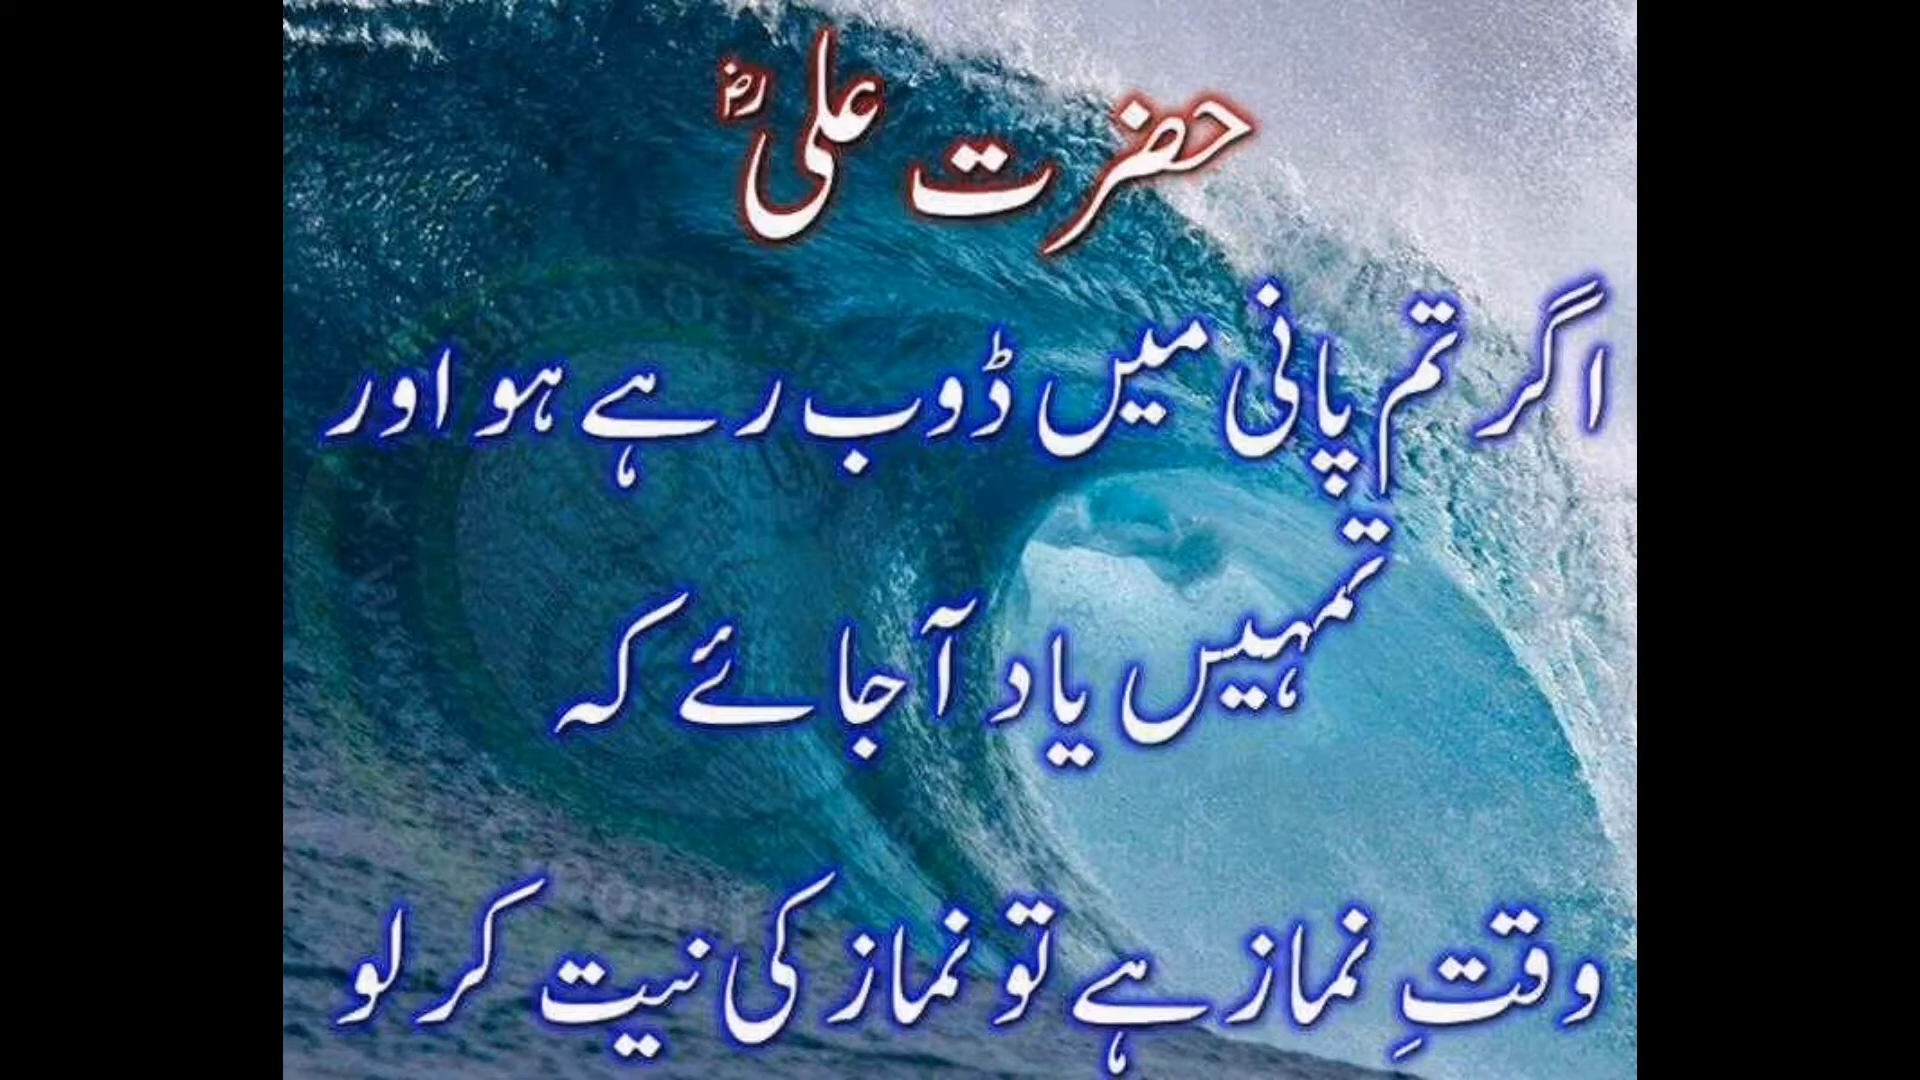 حضرت علیؓ
اگر تم پانی میں ڈوب رہے ہو اور
تمہیں یاد آ جائے کہ
وقتِ نماز ہے تو نماز کی نیت کر لو